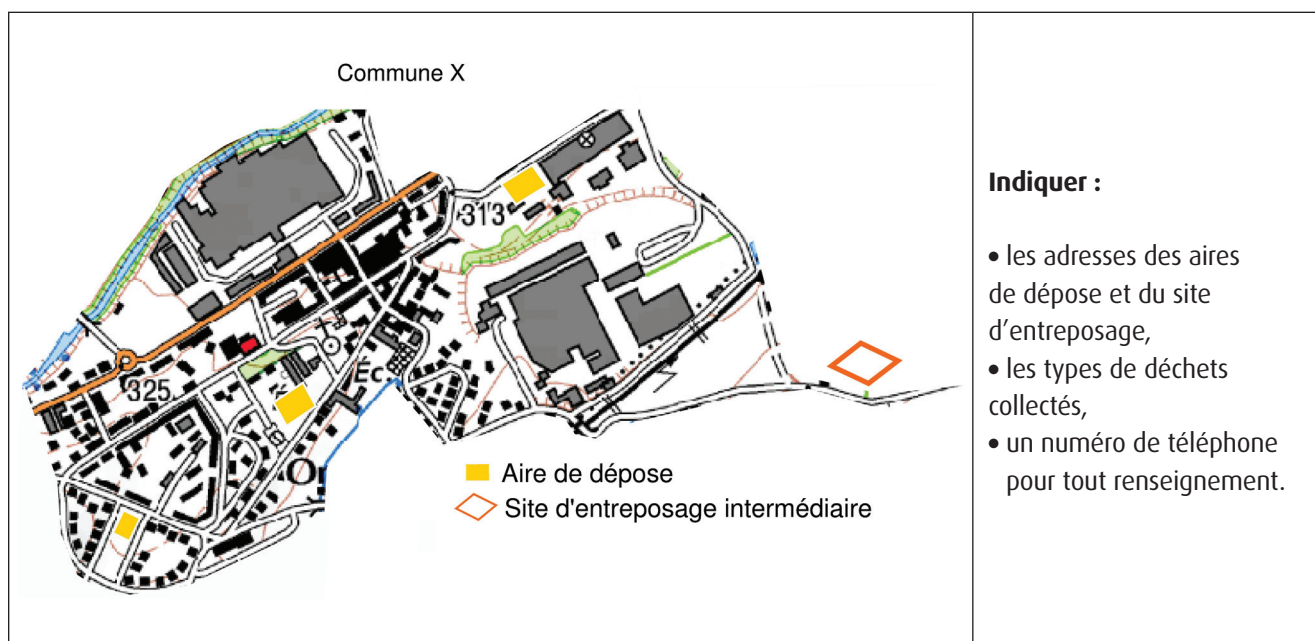 Commune X
313
325
Éc
Aire de dépose
Site d'entreposage intermédiaire
Indiquer :
• les adresses des aires
de dépose et du site
d'entreposage,
• les types de déchets
collectés,
• un numéro de téléphone
pour tout renseignement.